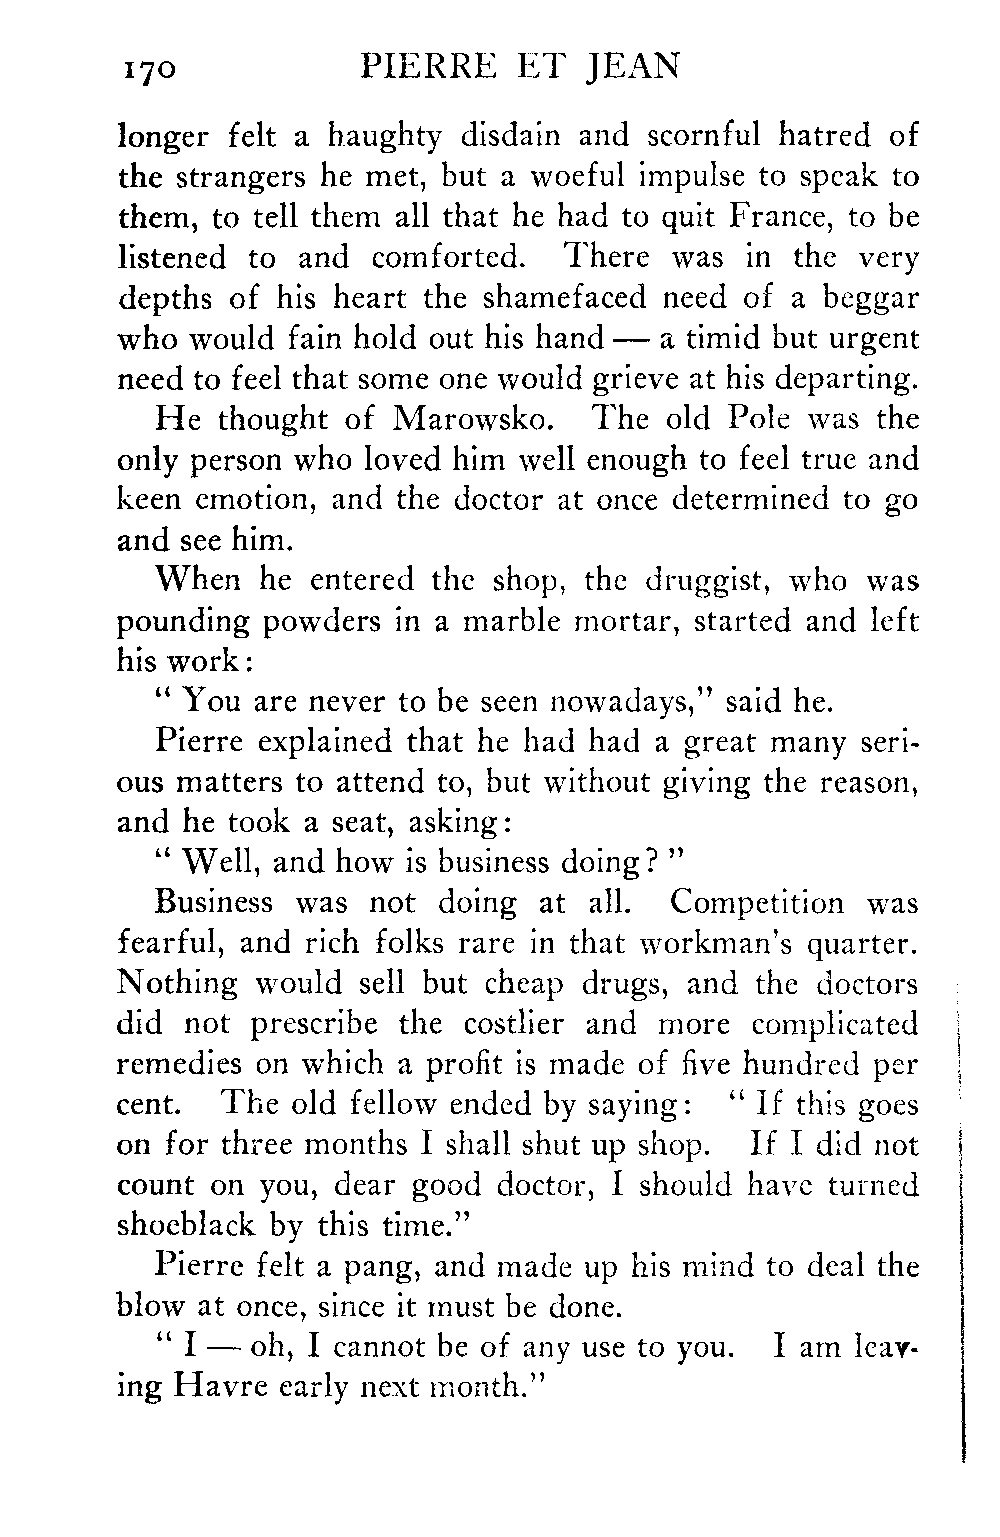 170 PIERRE ET JEAN
longer felt a haughty disdain and scornful hatred of
the strangers he met, but a woeful impulse to speak to
them, to tell them all that he had to quit France, to be
listened to and comforted. There was in the very
depths of his heart the shamefaced need of a beggar
who would fain hold out his hand — a timid but urgent
need to feel that some one would grieve at his departing.
He thought of Marowsko. The old Pole was the
only person who loved him well enough to feel true and
keen emotion, and the doctor at once determined to go
and see him.
When he entered the shop, the druggist, who was
pounding powders in a marble mortar, started and left
his work:
" You are never to be seen nowadays," said he.
Pierre explained that he had had a great many seri-
ous matters to attend to, but without giving the reason,
and he took a seat, asking:
" Well, and how is business doing? "
Business was not doing at all. Competition was
fearful, and rich folks rare in that workman's quarter.
Nothing would sell but cheap drugs, and the doctors
did not prescribe the costlier and more complicated
remedies on which a profit is made of five hundred per
cent. The old fellow ended by saying: " If this goes
on for three months I shall shut up shop. If I did not
count on you, dear good doctor, I should have turned
shoeblack by this time."
Pierre felt a pang, and made up his mind to deal the
blow at once, since it must be done.
" I — oh, I cannot be of any use to you. I am leav-
ing Havre early next month."